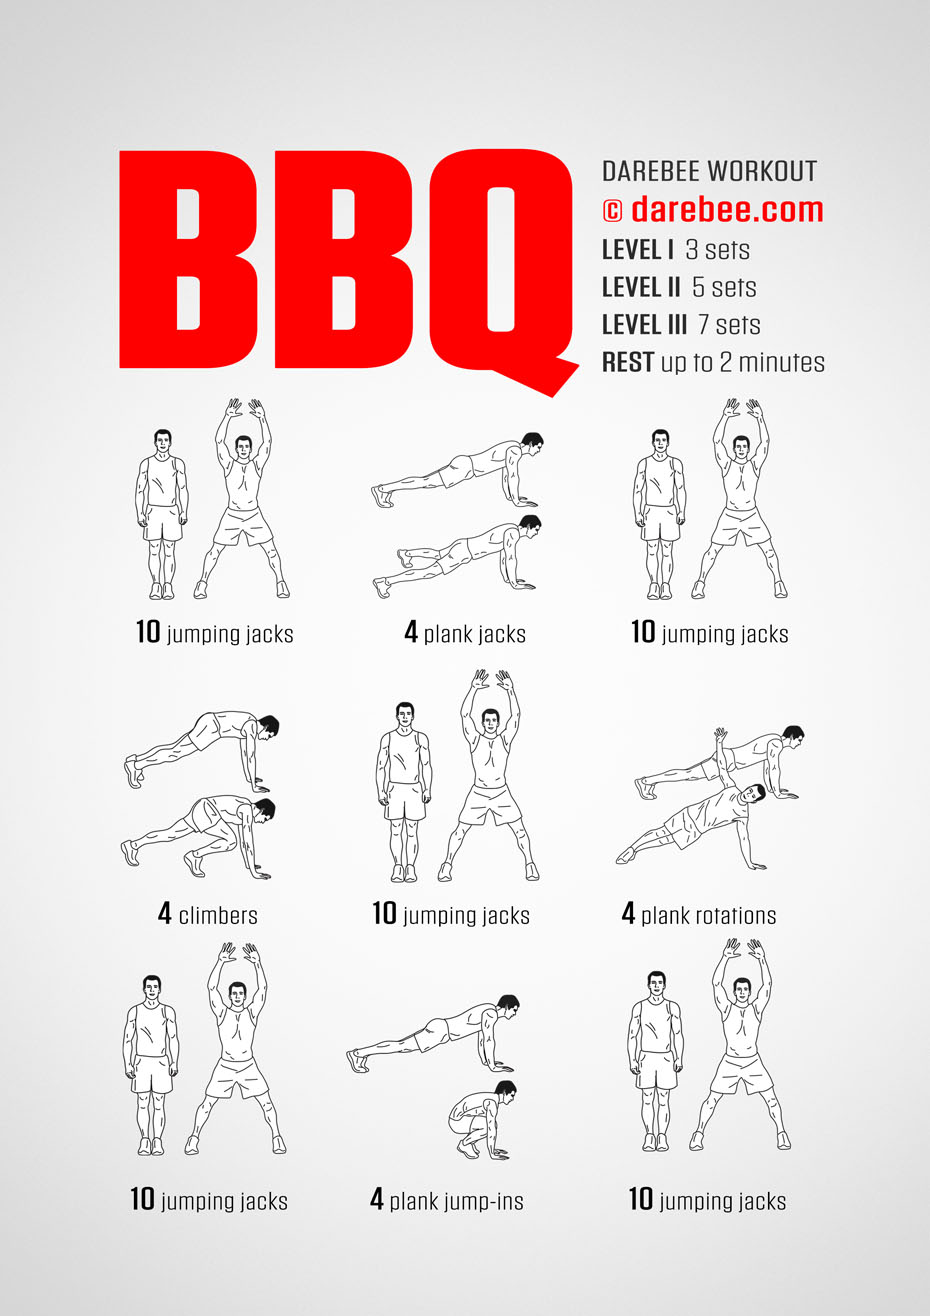 BBQ
DAREBEE WORKOUT
© darebee.com
LEVEL I 3 sets
LEVEL II 5 sets
LEVEL III 7 sets
REST up to 2 minutes
10 jumping jacks
4 plank jacks
10 jumping jacks
4 climbers
10 jumping jacks
4 plank rotations
10 jumping jacks
4 plank jump-ins
10 jumping jacks